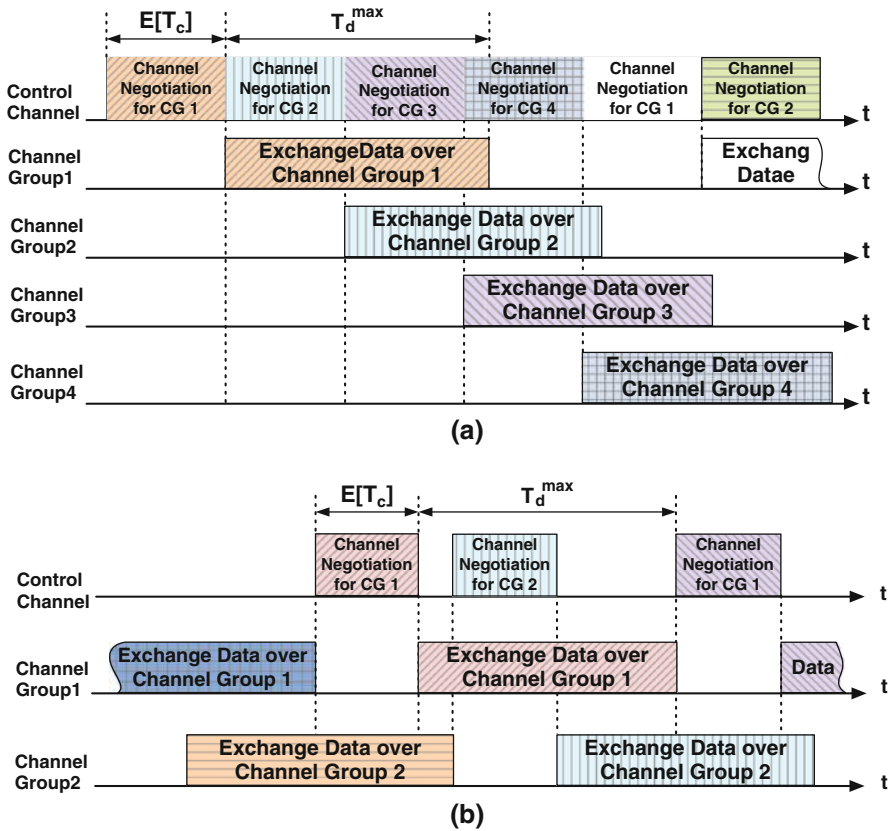 E[Tc]
Td^max
Control
Channel
Channel
Negotiation
for CG 1
Channel
Negotiation
for CG 2
Channel
Negotiation
for CG 3
Channel
Negotiation
for CG 4
Channel
Negotiation
for CG 1
Channel
Negotiation
for CG 2
t
Channel
Group1
ExchangeData over
Channel Group 1
Exchang
Datae
t
Channel
Group2
Exchange Data over
Channel Group 2
t
Channel
Group3
Exchange Data over
Channel Group 3
t
Channel
Group4
Exchange Data over
Channel Group 4
t
(a)
E[Tc]
Td^max
Control
Channel
Channel
Negotiation
for CG 1
Channel
Negotiation
for CG 2
Channel
Negotiation
for CG 1
t
Channel
Group1
Exchange Data over
Channel Group 1
Exchange Data over
Channel Group 1
Data
t
Channel
Group2
Exchange Data over
Channel Group 2
Exchange Data over
Channel Group 2
t
(b)